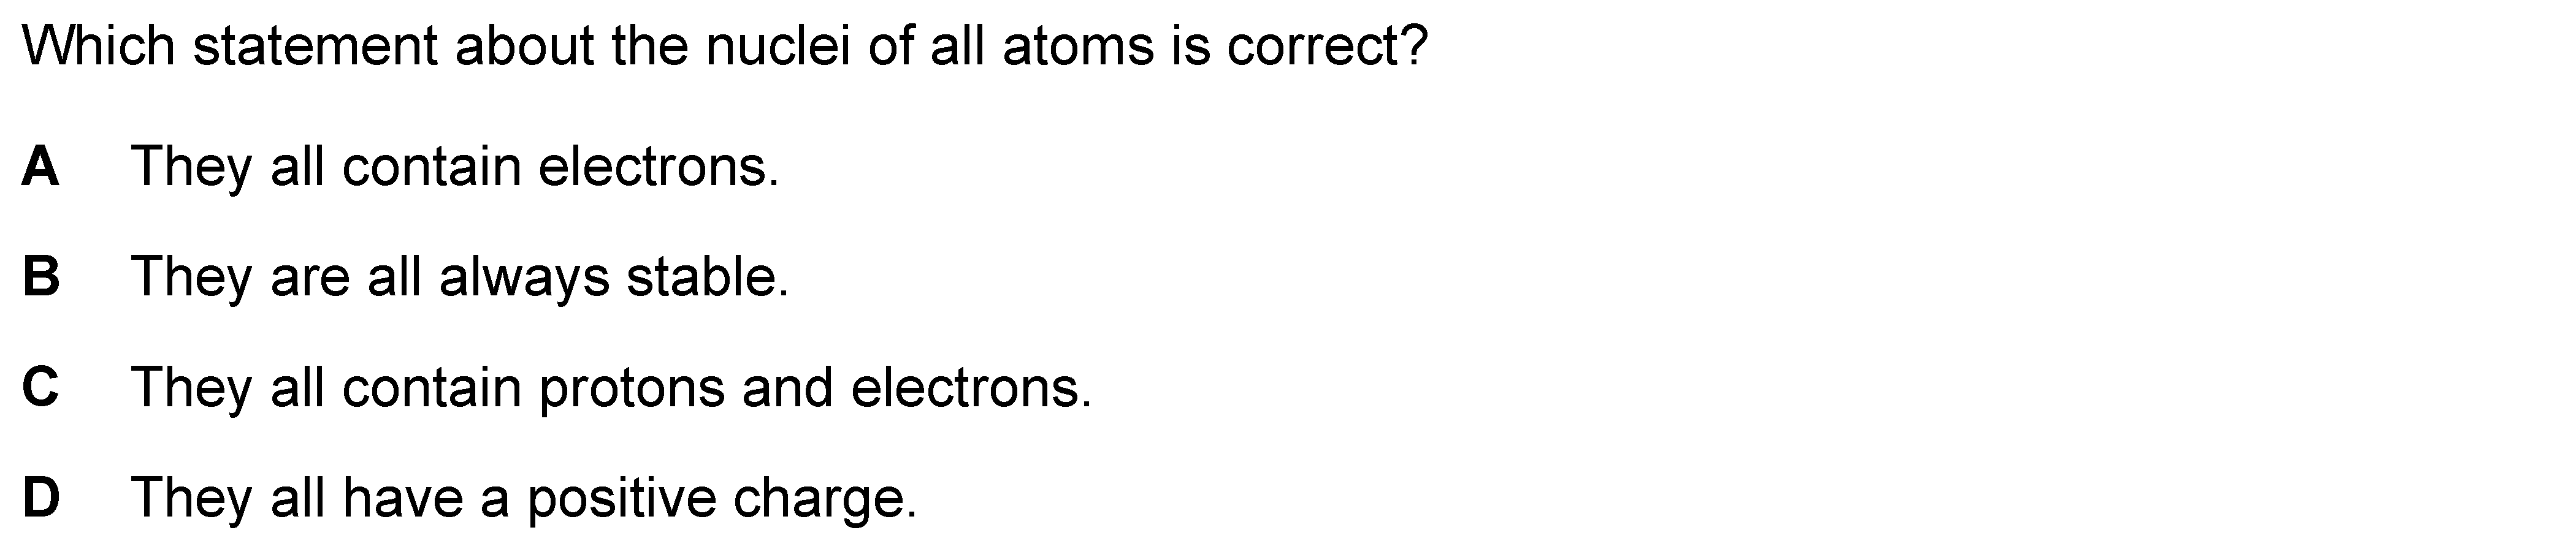 Which statement about the nuclei of all atoms is correct?
A They all contain electrons.
B They are all always stable.
C They all contain protons and electrons.
D They all have a positive charge.